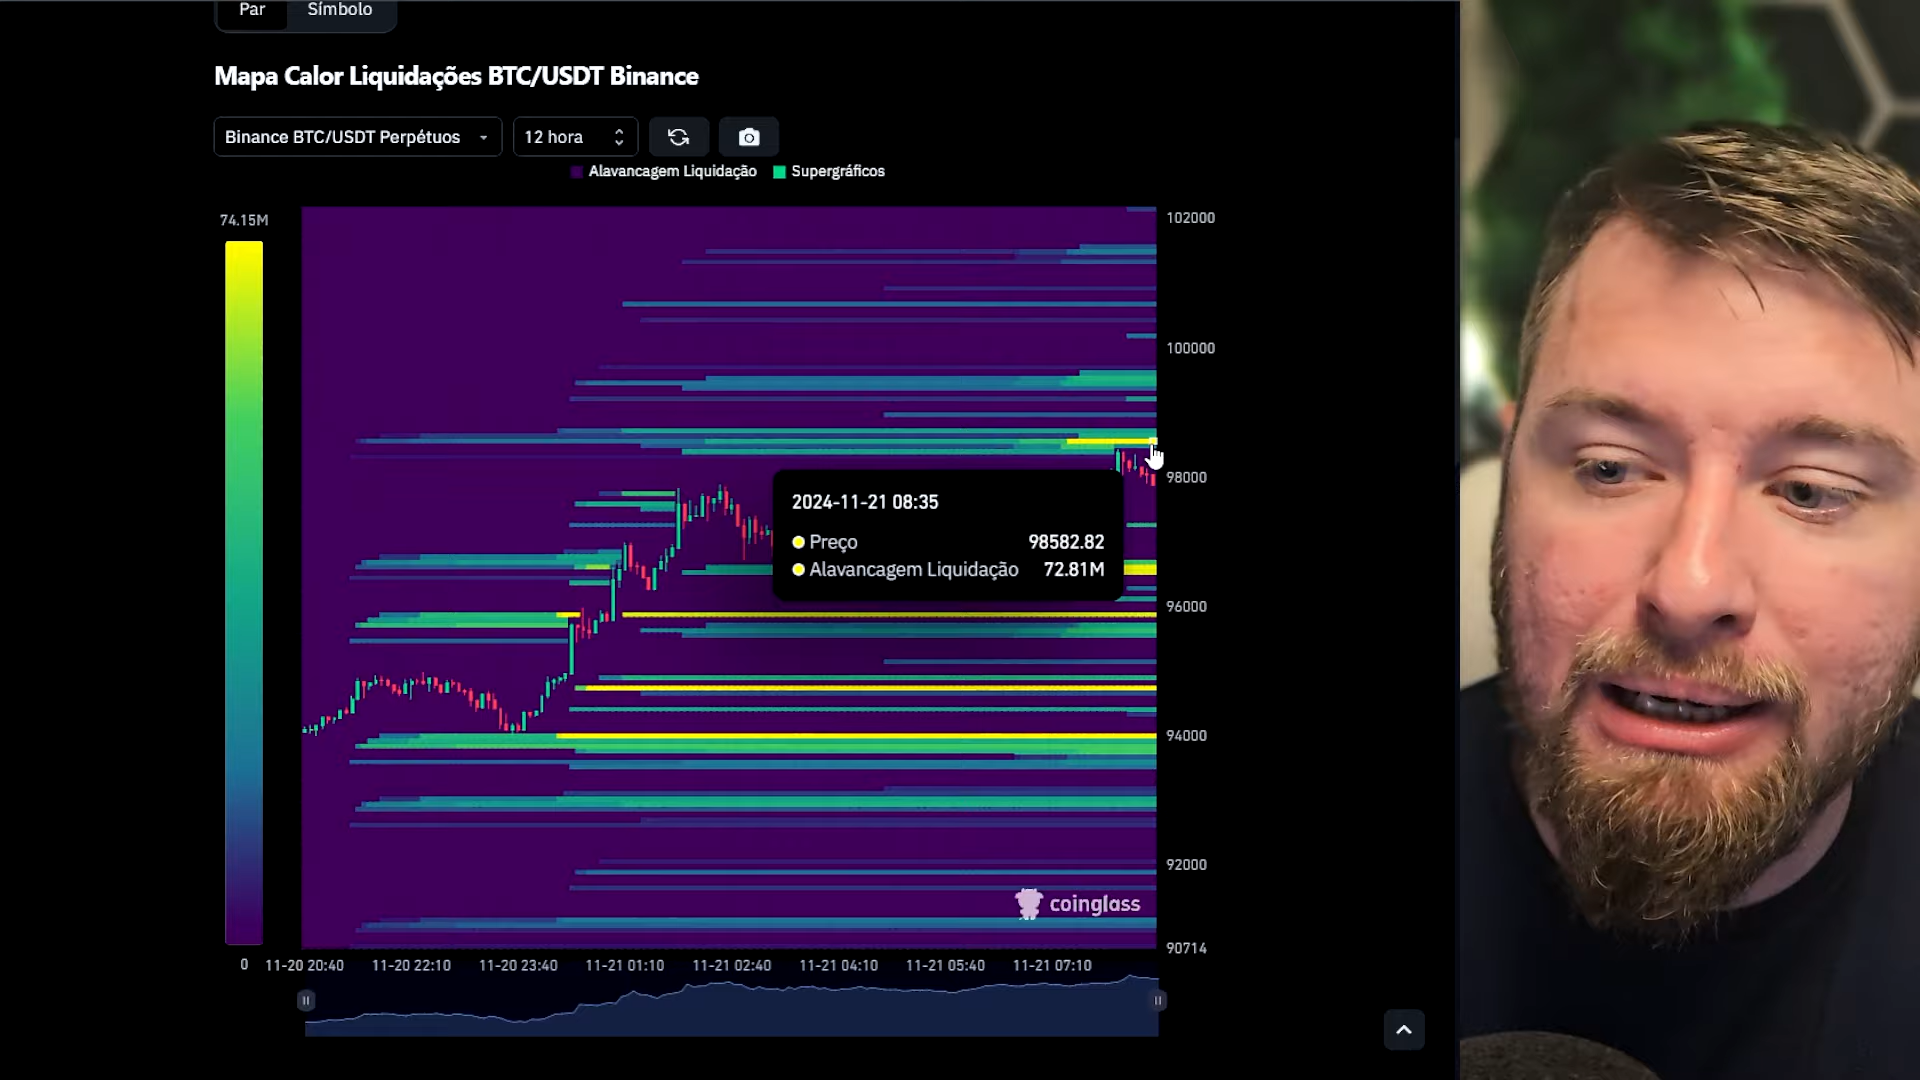 Par Símbolo
Mapa Calor Liquidações BTC/USDT Binance
Binance BTC/USDT Perpétuos 12 hora
Alavancagem Liquidação Supergráficos
74.15M
102000
100000
98000
2024-11-21 08:35
Preço 98582.82
Alavancagem Liquidação 72.81M
96000
94000
92000
coinglass
90714
0 11-20 20:40 11-20 22:10 11-20 23:40 11-21 01:10 11-21 02:40 11-21 04:10 11-21 05:40 11-21 07:10